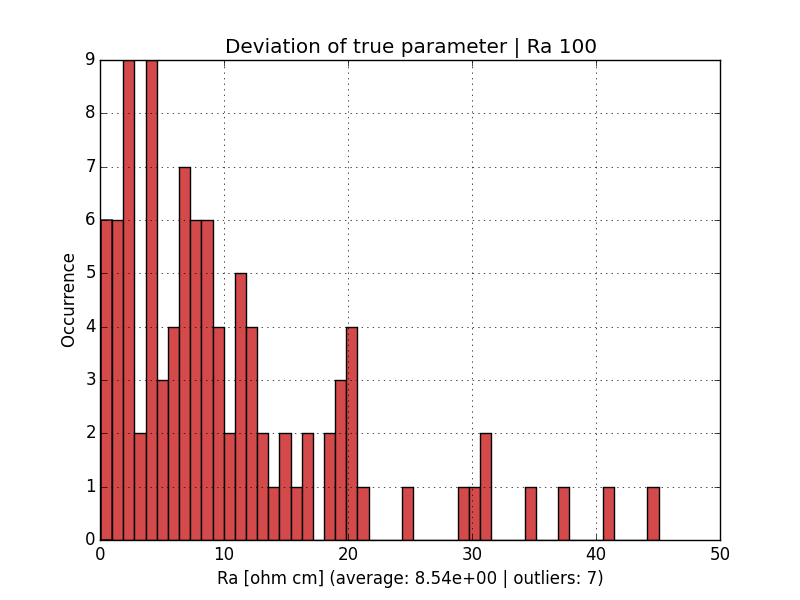 Deviation of true parameter | Ra 100
9
8
7
6
5
4
3
2
1
0
Occurrence
0 10 20 30 40 50
Ra [ohm cm] (average: 8.54e+00 | outliers: 7)